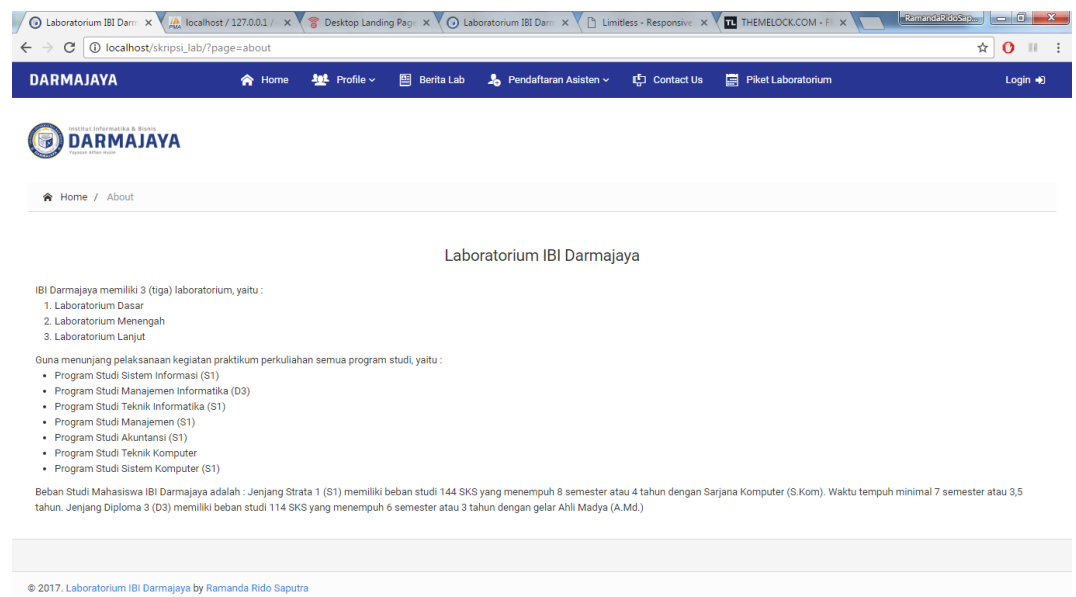 Laboratorium IBI Darm
localhost / 127.0.0.1 /
Desktop Landing Page
Laboratorium IBI Darm
Limitless - Responsive
THEMELOCK.COM - Fl
RamandaRidoSap...
localhost/skripsi_lab/?page=about
DARMAJAYA Home Profile Berita Lab Pendaftaran Asisten Contact Us Piket Laboratorium Login
Institut Informatika & Bisnis
DARMAJAYA
Yayasan Alfian Husin
Home / About
Laboratorium IBI Darmajaya
IBI Darmajaya memiliki 3 (tiga) laboratorium, yaitu :
1. Laboratorium Dasar
2. Laboratorium Menengah
3. Laboratorium Lanjut
Guna menunjang pelaksanaan kegiatan praktikum perkuliahan semua program studi, yaitu :
• Program Studi Sistem Informasi (S1)
• Program Studi Manajemen Informatika (D3)
• Program Studi Teknik Informatika (S1)
• Program Studi Manajemen (S1)
• Program Studi Akuntansi (S1)
• Program Studi Teknik Komputer
• Program Studi Sistem Komputer (S1)
Beban Studi Mahasiswa IBI Darmajaya adalah : Jenjang Strata 1 (S1) memiliki beban studi 144 SKS yang menempuh 8 semester atau 4 tahun dengan Sarjana Komputer (S.Kom). Waktu tempuh minimal 7 semester atau 3,5
tahun. Jenjang Diploma 3 (D3) memiliki beban studi 114 SKS yang menempuh 6 semester atau 3 tahun dengan gelar Ahli Madya (A.Md.)
© 2017. Laboratorium IBI Darmajaya by Ramanda Rido Saputra